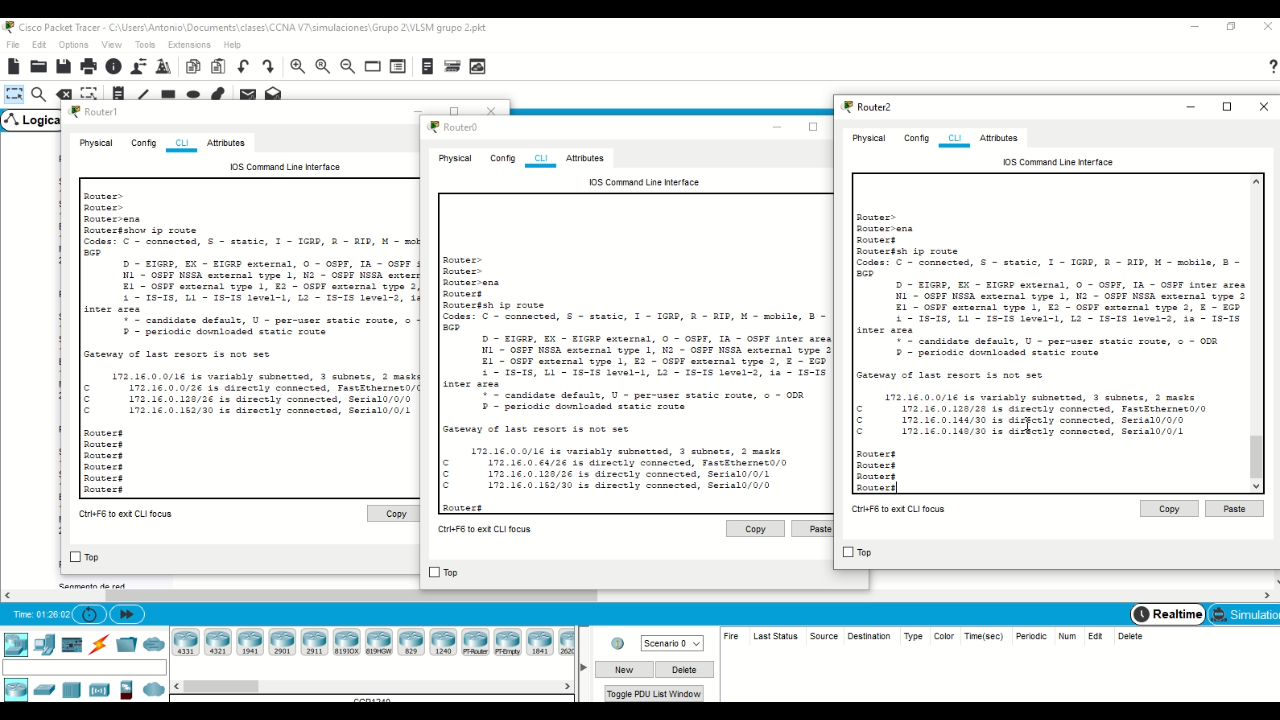 Cisco Packet Tracer - C:\Users\Antonio\Documents\clases\CCNA V7\simulaciones\Grupo 2\VLSM grupo 2.pkt
File Edit Options View Tools Extensions Help
?
Logica
Router1
Physical Config CLI Attributes
IOS Command Line Interface
Router>
Router>
Router>ena
Router#show ip route
Codes: C - connected, S - static, I - IGRP, R - RIP, M - mob
BGP
D - EIGRP, EX - EIGRP external, O - OSPF, IA - OSPF i
N1 - OSPF NSSA external type 1, N2 - OSPF NSSA exter
E1 - OSPF external type 1, E2 - OSPF external type 2,
i - IS-IS, L1 - IS-IS level-1, L2 - IS-IS level-2, ia
inter area
* - candidate default, U - per-user static route, o -
P - periodic downloaded static route
Gateway of last resort is not set
172.16.0.0/16 is variably subnetted, 3 subnets, 2 masks
C 172.16.0.0/26 is directly connected, FastEthernet0/0
C 172.16.0.128/26 is directly connected, Serial0/0/0
C 172.16.0.152/30 is directly connected, Serial0/0/1
Router#
Router#
Router#
Router#
Router#
Router#
Ctrl+F6 to exit CLI focus
Copy
Top
Segmento de red
Router0
Physical Config CLI Attributes
IOS Command Line Interface
Router>
Router>
Router>ena
Router#
Router#sh ip route
Codes: C - connected, S - static, I - IGRP, R - RIP, M - mobile, B -
BGP
D - EIGRP, EX - EIGRP external, O - OSPF, IA - OSPF inter area
N1 - OSPF NSSA external type 1, N2 - OSPF NSSA external type 2
E1 - OSPF external type 1, E2 - OSPF external type 2, E - EGP
i - IS-IS, L1 - IS-IS level-1, L2 - IS-IS level-2, ia - IS-IS
inter area
* - candidate default, U - per-user static route, o - ODR
P - periodic downloaded static route
Gateway of last resort is not set
172.16.0.0/16 is variably subnetted, 3 subnets, 2 masks
C 172.16.0.64/26 is directly connected, FastEthernet0/0
C 172.16.0.128/26 is directly connected, Serial0/0/1
C 172.16.0.152/30 is directly connected, Serial0/0/0
Router#
Ctrl+F6 to exit CLI focus
Copy Paste
Top
Router2
Physical Config CLI Attributes
IOS Command Line Interface
Router>
Router>ena
Router#
Router#sh ip route
Codes: C - connected, S - static, I - IGRP, R - RIP, M - mobile, B -
BGP
D - EIGRP, EX - EIGRP external, O - OSPF, IA - OSPF inter area
N1 - OSPF NSSA external type 1, N2 - OSPF NSSA external type 2
E1 - OSPF external type 1, E2 - OSPF external type 2, E - EGP
i - IS-IS, L1 - IS-IS level-1, L2 - IS-IS level-2, ia - IS-IS
inter area
* - candidate default, U - per-user static route, o - ODR
P - periodic downloaded static route
Gateway of last resort is not set
172.16.0.0/16 is variably subnetted, 3 subnets, 2 masks
C 172.16.0.128/28 is directly connected, FastEthernet0/0
C 172.16.0.144/30 is directly connected, Serial0/0/0
C 172.16.0.148/30 is directly connected, Serial0/0/1
Router#
Router#
Router#
Router#
Ctrl+F6 to exit CLI focus
Copy Paste
Top
Time: 01:26:02
Realtime Simulation
4331 4321 1941 2901 2911 819IOX 819HGW 829 1240 PT-Router PT-Empty 1841 2620
Scenario 0
New Delete
Toggle PDU List Window
Fire Last Status Source Destination Type Color Time(sec) Periodic Num Edit Delete